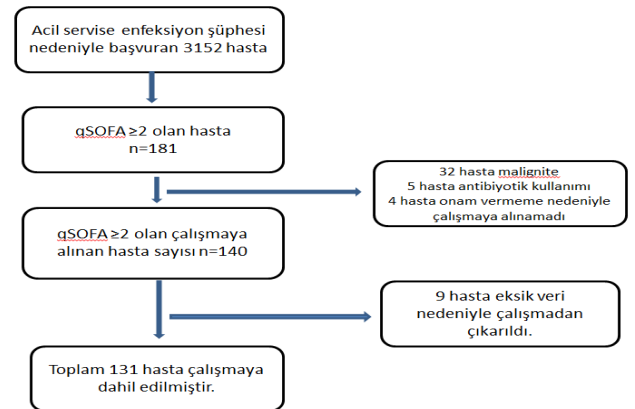 Acil servise enfeksiyon şüphesi
nedeniyle başvuran 3152 hasta
qSOFA ≥2 olan hasta
n=181
32 hasta malignite
5 hasta antibiyotik kullanımı
4 hasta onam vermeme nedeniyle
çalışmaya alınamadı
qSOFA ≥2 olan çalışmaya
alınan hasta sayısı n=140
9 hasta eksik veri
nedeniyle çalışmadan
çıkarıldı.
Toplam 131 hasta çalışmaya
dahil edilmiştir.